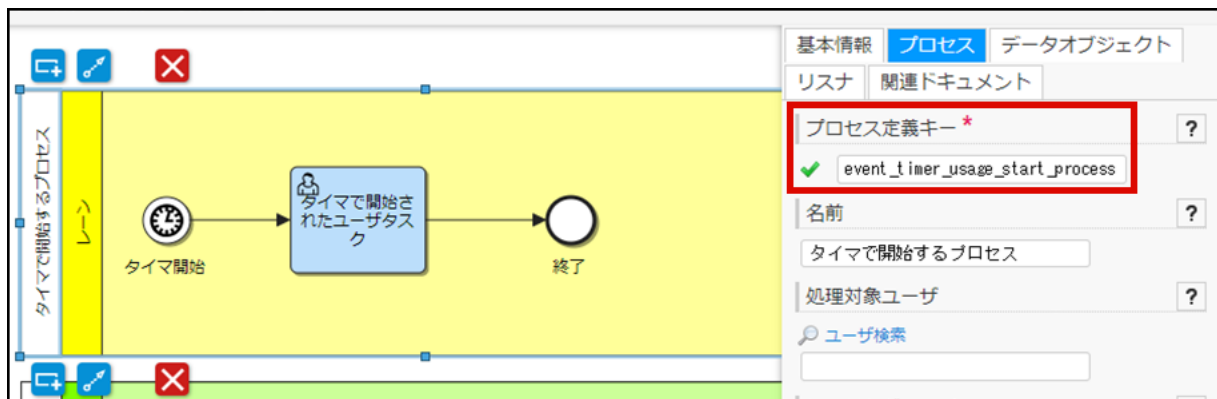 基本情報 プロセス データオブジェクト
リスナ 関連ドキュメント
プロセス定義キー *
?
event_timer_usage_start_process
名前
?
タイマで開始するプロセス
処理対象ユーザ
?
ユーザ検索
タイマで開始するプロセス
レーン
タイマ開始
タイマで開始さ
れたユーザタス
ク
終了